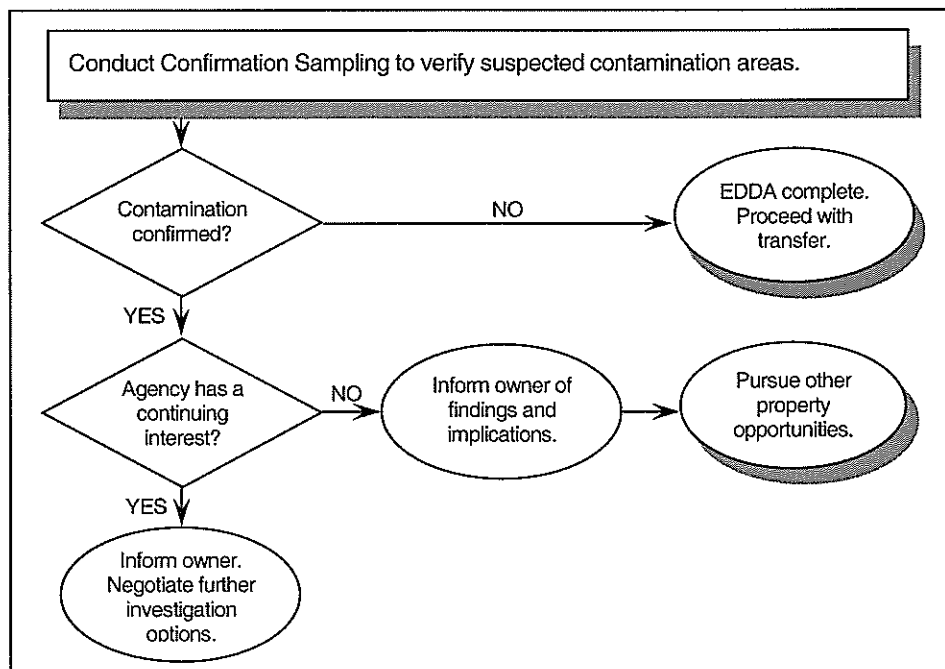 Conduct Confirmation Sampling to verify suspected contamination areas.
Contamination
confirmed?
NO
EDDA complete.
Proceed with
transfer.
YES
Agency has a
continuing
interest?
NO
Inform owner of
findings and
implications.
Pursue other
property
opportunities.
YES
Inform owner.
Negotiate further
investigation
options.